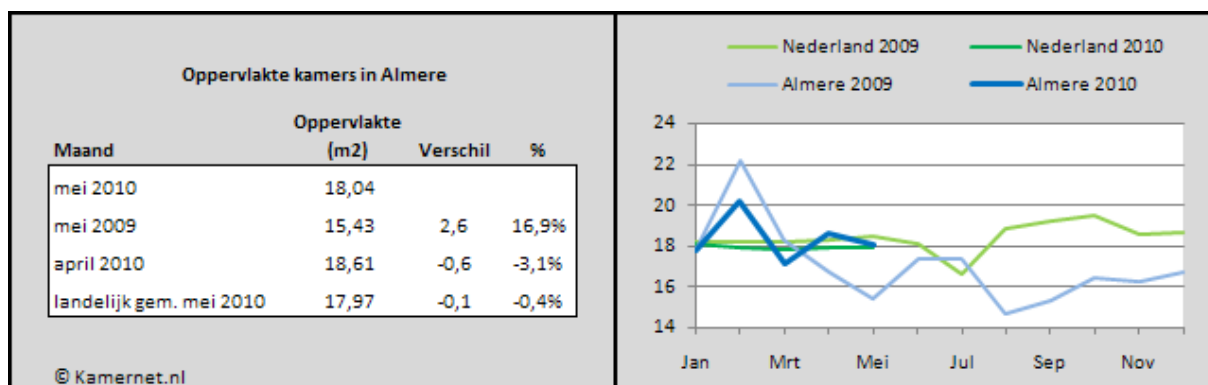 Oppervlakte kamers in Almere
Oppervlakte
Maand (m2) Verschil %
mei 2010 18,04
mei 2009 15,43 2,6 16,9%
april 2010 18,61 -0,6 -3,1%
landelijk gem. mei 2010 17,97 -0,1 -0,4%
© Kamernet.nl
Nederland 2009 Nederland 2010
Almere 2009 Almere 2010
24
22
20
18
16
14
Jan Mrt Mei Jul Sep Nov